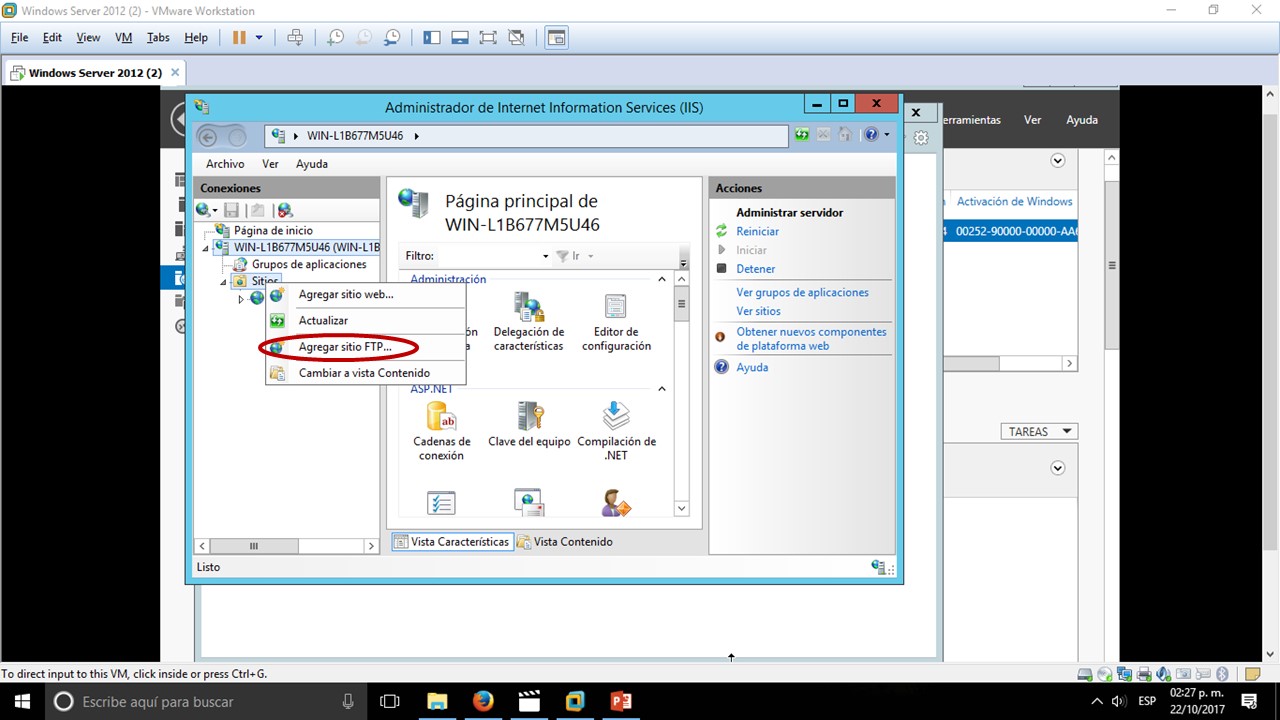 Windows Server 2012 (2) - VMware Workstation
File Edit View VM Tabs Help
Windows Server 2012 (2)
Administrador de Internet Information Services (IIS)
WIN-L1B677M5U46
Archivo Ver Ayuda
Conexiones
Página de inicio
WIN-L1B677M5U46 (WIN-L1B
Grupos de aplicaciones
Sitios
Agregar sitio web...
Actualizar
Agregar sitio FTP...
Cambiar a vista Contenido
Página principal de
WIN-L1B677M5U46
Filtro:
Ir
Administración
Delegación de
características
Editor de
configuración
ASP.NET
Cadenas de
conexión
Clave del equipo
Compilación de
.NET
Vista Características
Vista Contenido
Acciones
Administrar servidor
Reiniciar
Iniciar
Detener
Ver grupos de aplicaciones
Ver sitios
Obtener nuevos componentes
de plataforma web
Ayuda
Listo
erramientas Ver Ayuda
Activación de Windows
00252-90000-00000-AA
TAREAS
To direct input to this VM, click inside or press Ctrl+G.
Escribe aquí para buscar
ESP
02:27 p. m.
22/10/2017